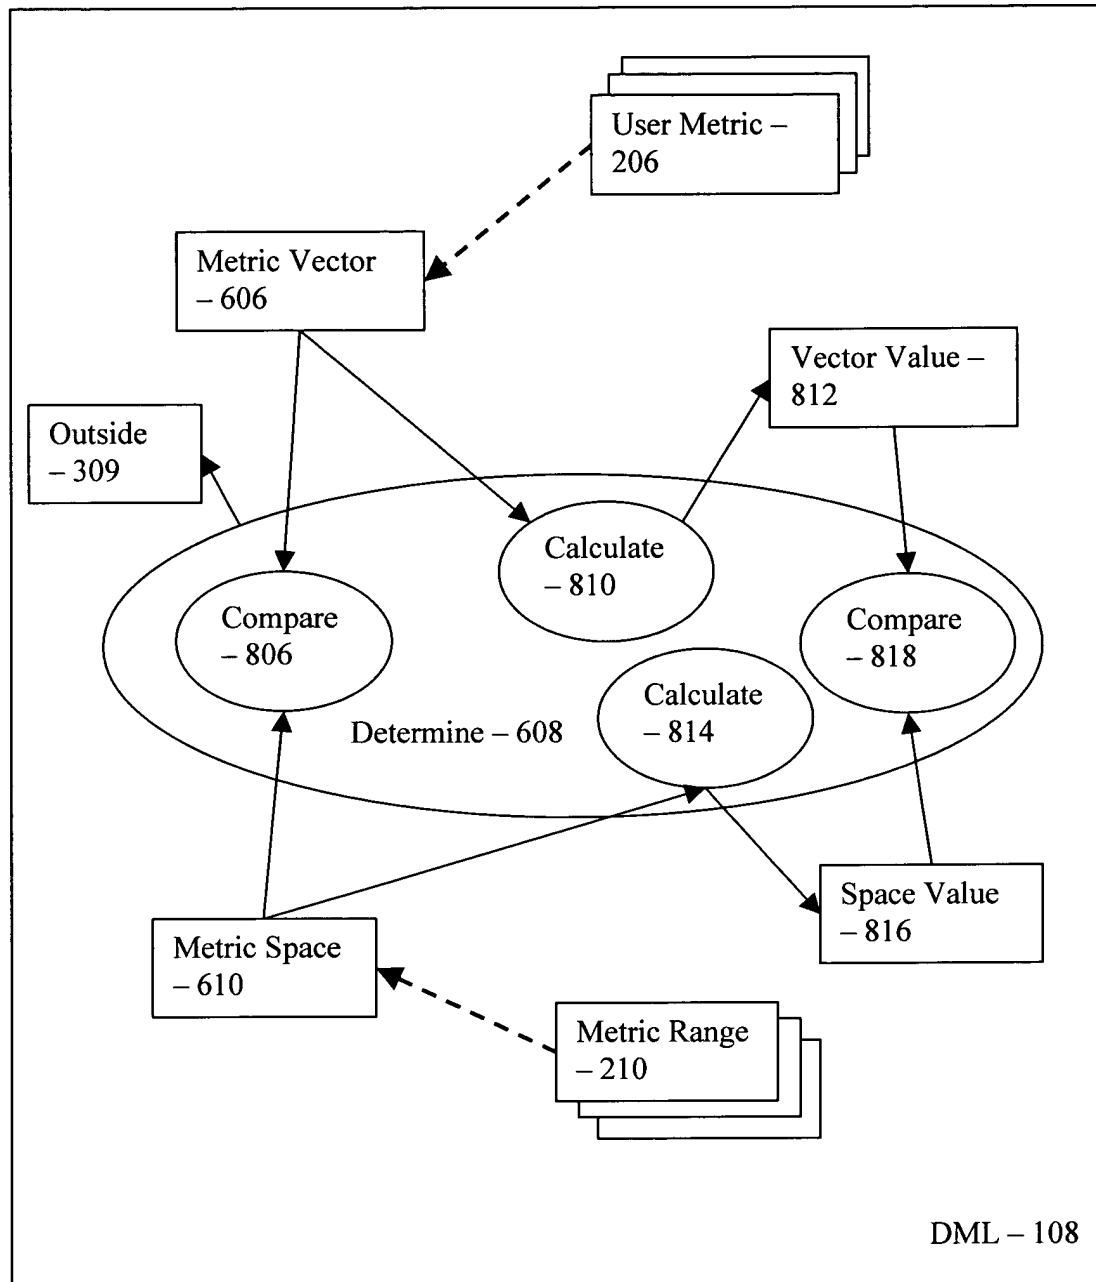 User Metric –
206
Metric Vector
– 606
Vector Value –
812
Outside
– 309
Calculate
– 810
Compare
– 806
Compare
– 818
Calculate
– 814
Determine – 608
Space Value
– 816
Metric Space
– 610
Metric Range
– 210
DML – 108